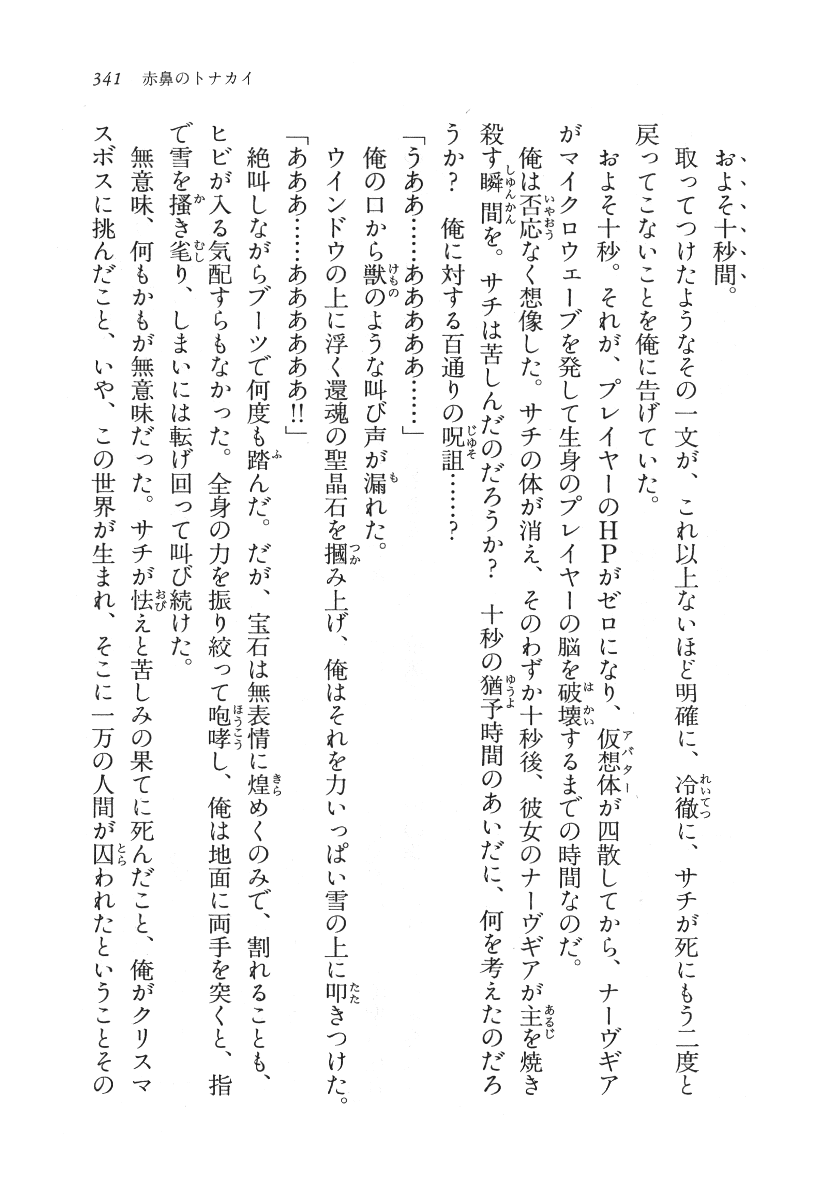 341 赤鼻のトナカイ
およそ十秒間。
取ってつけたようなその一文が、これ以上ないほど明確に、冷徹に、サチが死にもう二度と
戻ってこないことを俺に告げていた。
およそ十秒。それが、プレイヤーのHPがゼロになり、仮想体が四散してから、ナーヴギア
がマイクロウェーブを発して生身のプレイヤーの脳を破壊するまでの時間なのだ。
俺は否応なく想像した。サチの体が消え、そのわずか十秒後、彼女のナーヴギアが主を焼き
殺す瞬間を。サチは苦しんだのだろうか？　十秒の猶予時間のあいだに、何を考えたのだろ
うか？　俺に対する百通りの呪詛……？
「うああ……あああああ……」
俺の口から獣のような叫び声が漏れた。
ウインドウの上に浮く還魂の聖晶石を摑み上げ、俺はそれを力いっぱい雪の上に叩きつけた。
「あああ……ああああああ!!」
絶叫しながらブーツで何度も踏んだ。だが、宝石は無表情に煌めくのみで、割れることも、
ヒビが入る気配すらもなかった。全身の力を振り絞って咆哮し、俺は地面に両手を突くと、指
で雪を搔き毟り、しまいには転げ回って叫び続けた。
無意味、何もかもが無意味だった。サチが怯えと苦しみの果てに死んだこと、俺がクリスマ
スボスに挑んだこと、いや、この世界が生まれ、そこに一万の人間が囚われたということその